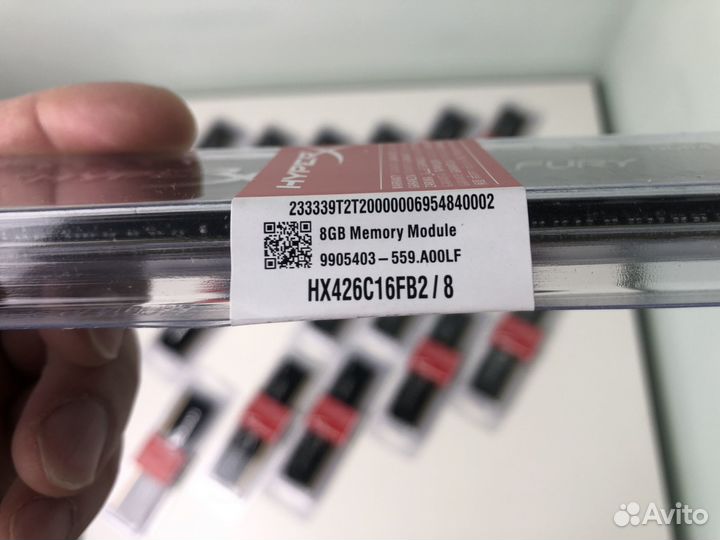 HYPERX
FURY
233339T2T20000006954840002
8GB Memory Module
9905403-559.A00LF
HX426C16FB2/8
Avito